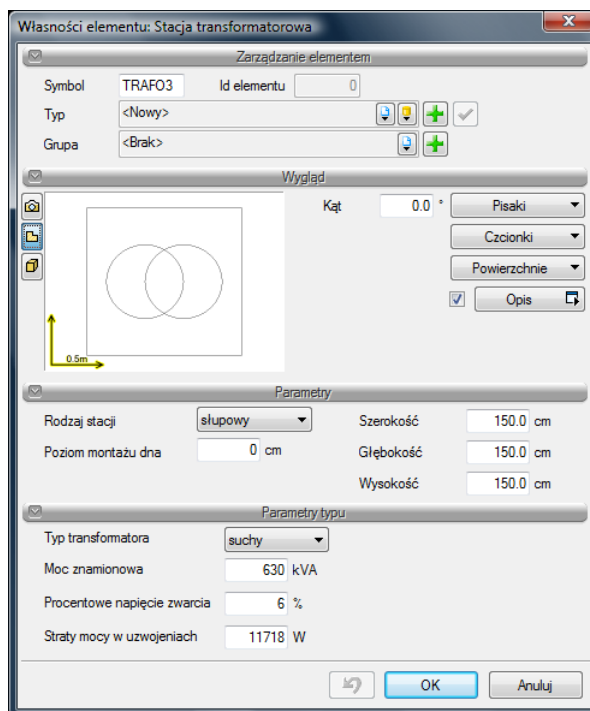 Własności elementu: Stacja transformatorowa
Zarządzanie elementem
Symbol TRAFO3 Id elementu 0
Typ <Nowy>
Grupa <Brak>
Wygląd
Kąt 0.0 ° Pisaki
Czcionki
Powierzchnie
Opis
0.5m
Parametry
Rodzaj stacji słupowy Szerokość 150.0 cm
Poziom montażu dna 0 cm Głębokość 150.0 cm
Wysokość 150.0 cm
Parametry typu
Typ transformatora suchy
Moc znamionowa 630 kVA
Procentowe napięcie zwarcia 6 %
Straty mocy w uzwojeniach 11718 W
OK Anuluj